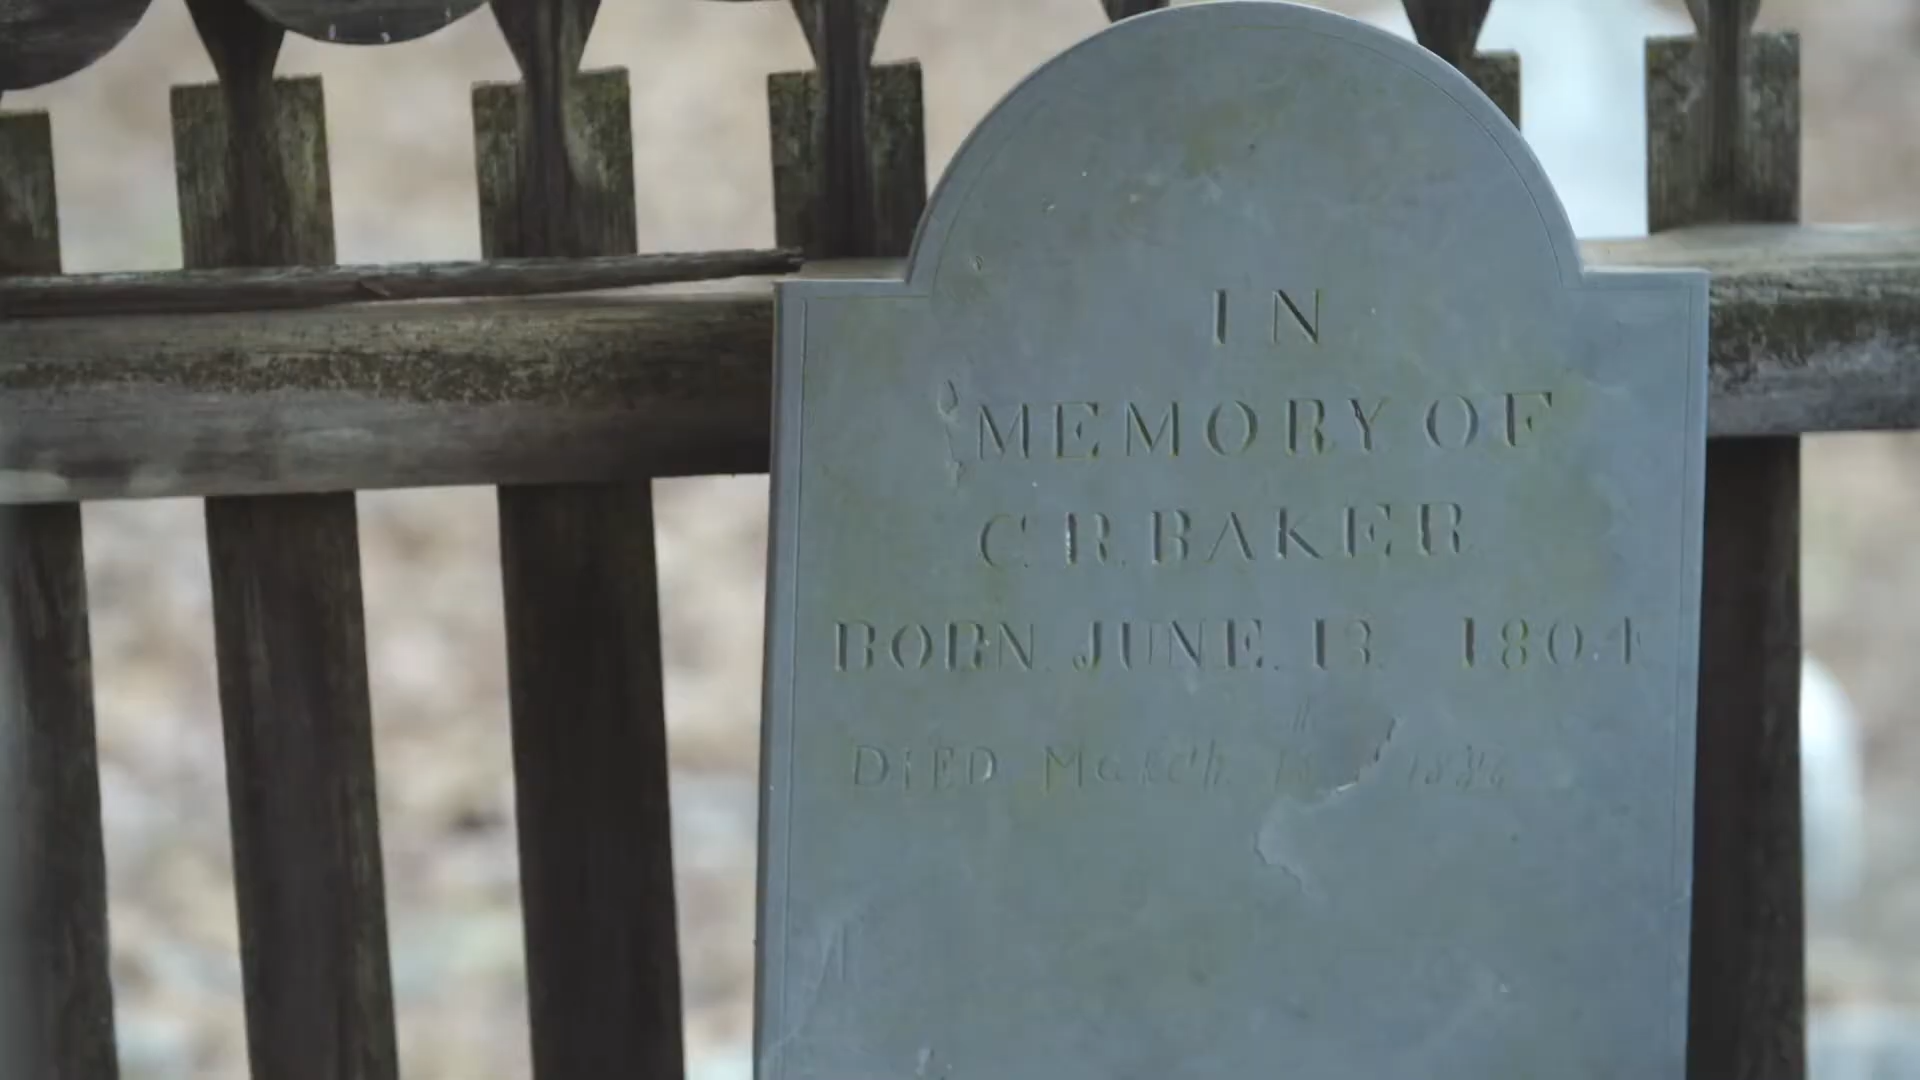 IN
MEMORY OF
C. R. BAKER
BORN. JUNE. 13. 1804
DiED March